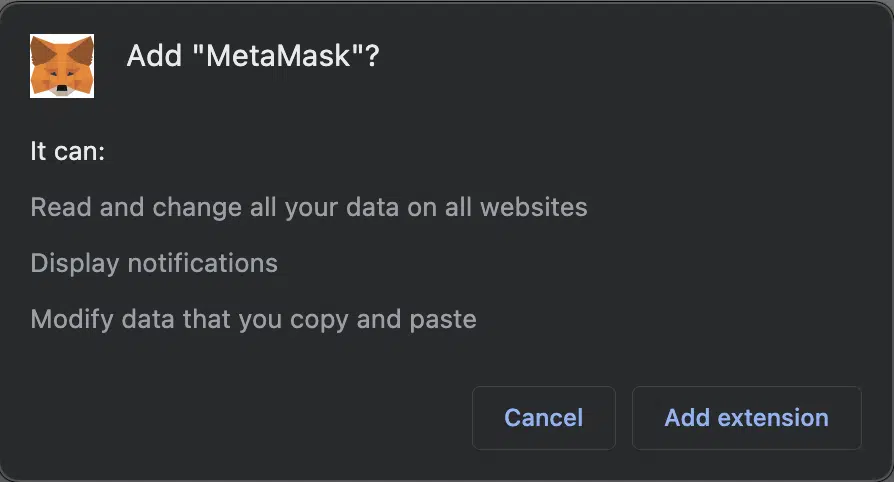 Add "MetaMask"?
It can:
Read and change all your data on all websites
Display notifications
Modify data that you copy and paste
Cancel
Add extension